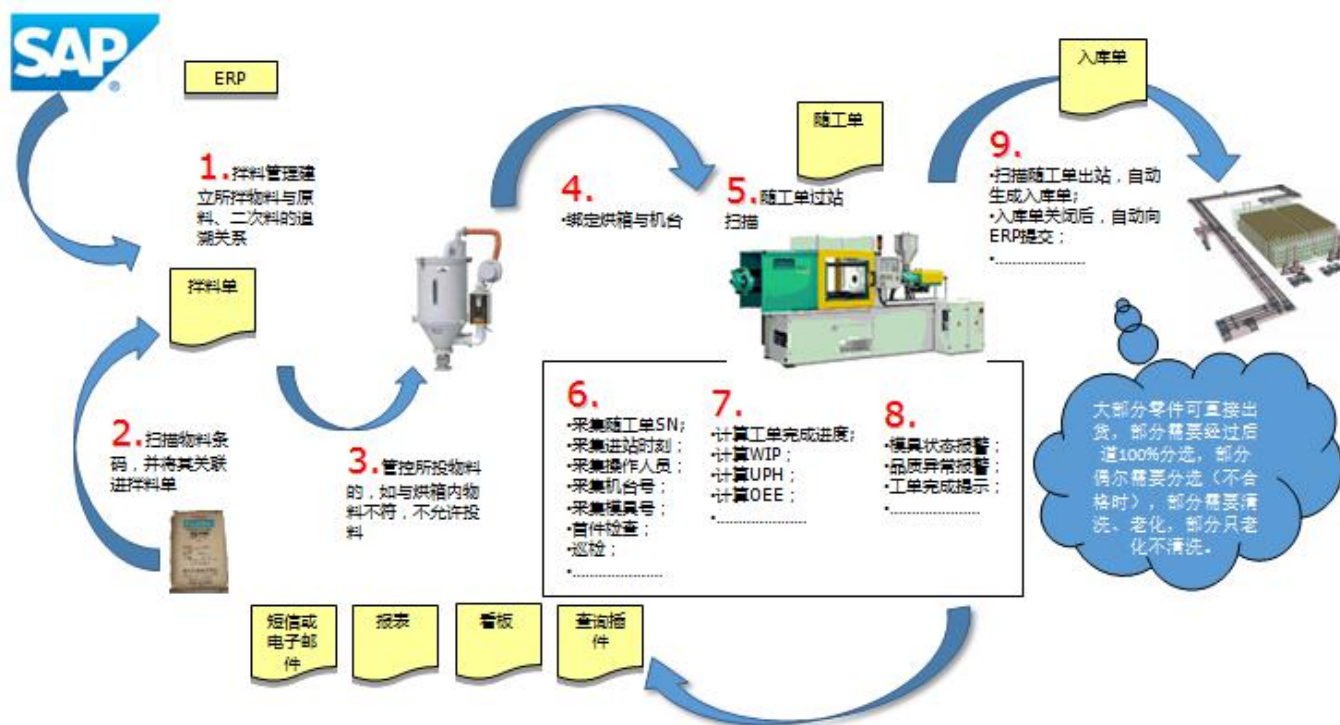 SAP
®
ERP
入库单
随工单
1.拌料管理建
立所拌物料与原
料、二次料的追
溯关系
4.
•绑定烘箱与机台
5.随工单过站
扫描
9.
•扫描随工单出站，自动
生成入库单;
•入库单关闭后，自动向
ERP提交；
•......................
拌料单
2.扫描物料条
码，并将其关联
进拌料单
3.管控所投物料
的，如与烘箱内物
料不符，不允许投
料
6.
•采集随工单SN;
•采集进站时刻；
•采集操作人员；
•采集机台号；
•采集模具号；
•首件检查；
•巡检；
•......................
7.
•计算工单完成进度;
•计算WIP；
•计算UPH；
•计算OEE；
•......................
8.
•模具状态报警；
•品质异常报警；
•工单完成提示；
•......................
大部分零件可直接出
货，部分需要经过后
道100%分选，部分
偶尔需要分选（不合
格时），部分需要清
洗、老化，部分只老
化不清洗。
短信或
电子邮
件
报表
看板
查询插
件